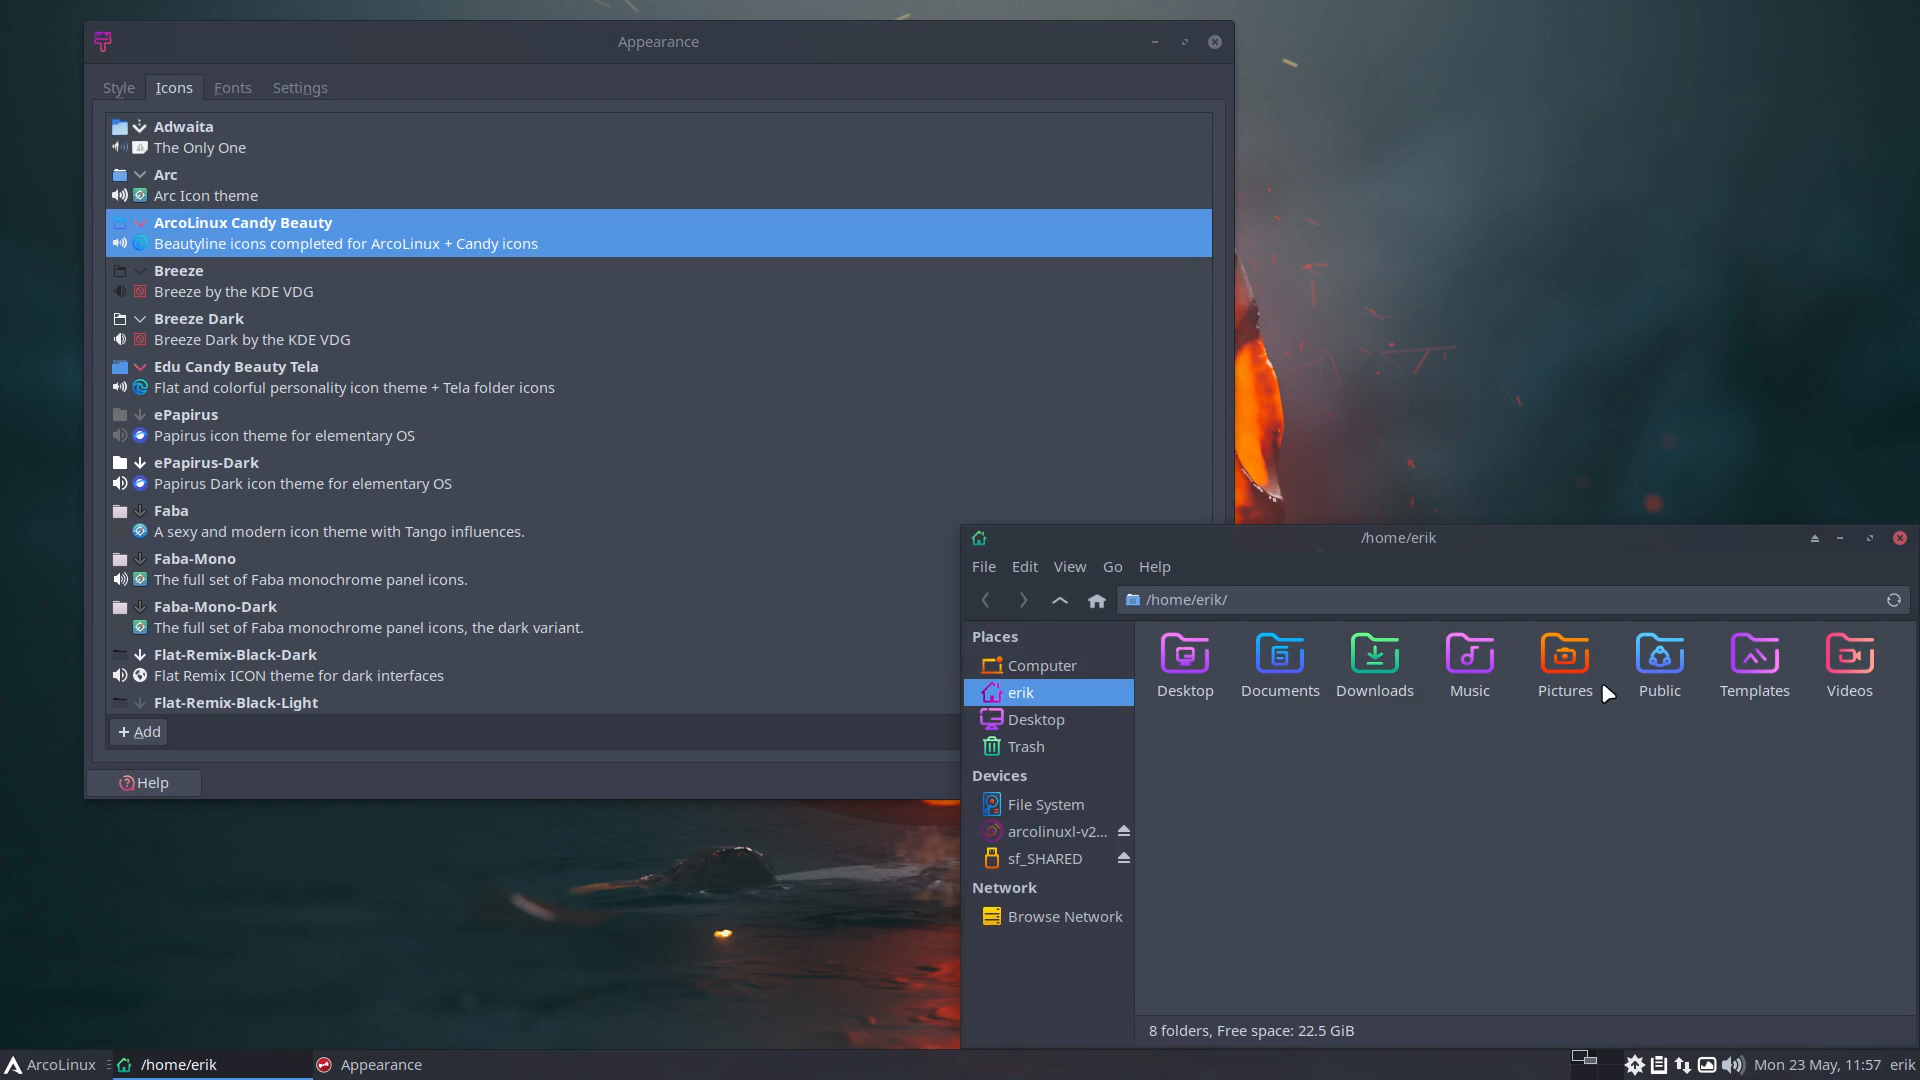 Appearance
Style
Icons
Fonts
Settings
Adwaita
The Only One
Arc
Arc Icon theme
ArcoLinux Candy Beauty
Beautyline icons completed for ArcoLinux + Candy icons
Breeze
Breeze by the KDE VDG
Breeze Dark
Breeze Dark by the KDE VDG
Edu Candy Beauty Tela
Flat and colorful personality icon theme + Tela folder icons
ePapirus
Papirus icon theme for elementary OS
ePapirus-Dark
Papirus Dark icon theme for elementary OS
Faba
A sexy and modern icon theme with Tango influences.
Faba-Mono
The full set of Faba monochrome panel icons.
Faba-Mono-Dark
The full set of Faba monochrome panel icons, the dark variant.
Flat-Remix-Black-Dark
Flat Remix ICON theme for dark interfaces
Flat-Remix-Black-Light
+ Add
Help
/home/erik
File
Edit
View
Go
Help
/home/erik/
Places
Computer
erik
Desktop
Trash
Devices
File System
arcolinuxl-v2...
sf_SHARED
Network
Browse Network
Desktop
Documents
Downloads
Music
Pictures
Public
Templates
Videos
8 folders, Free space: 22.5 GiB
ArcoLinux
/home/erik
Appearance
Mon 23 May, 11:57
erik